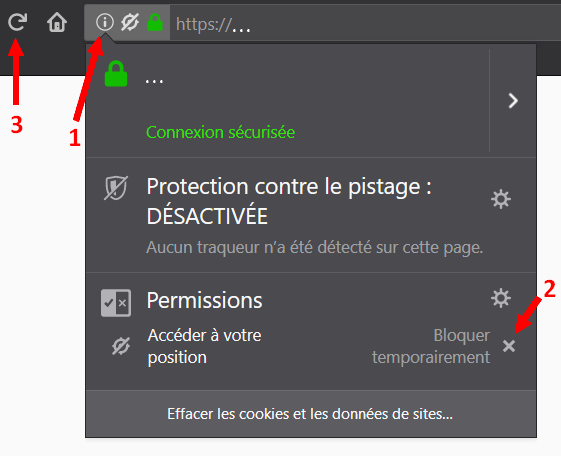 https://...
3
1
...
Connexion sécurisée
Protection contre le pistage :
DÉSACTIVÉE
Aucun traqueur n’a été détecté sur cette page.
2
Permissions
Accéder à votre
position
Bloquer
temporairement
Effacer les cookies et les données de sites...